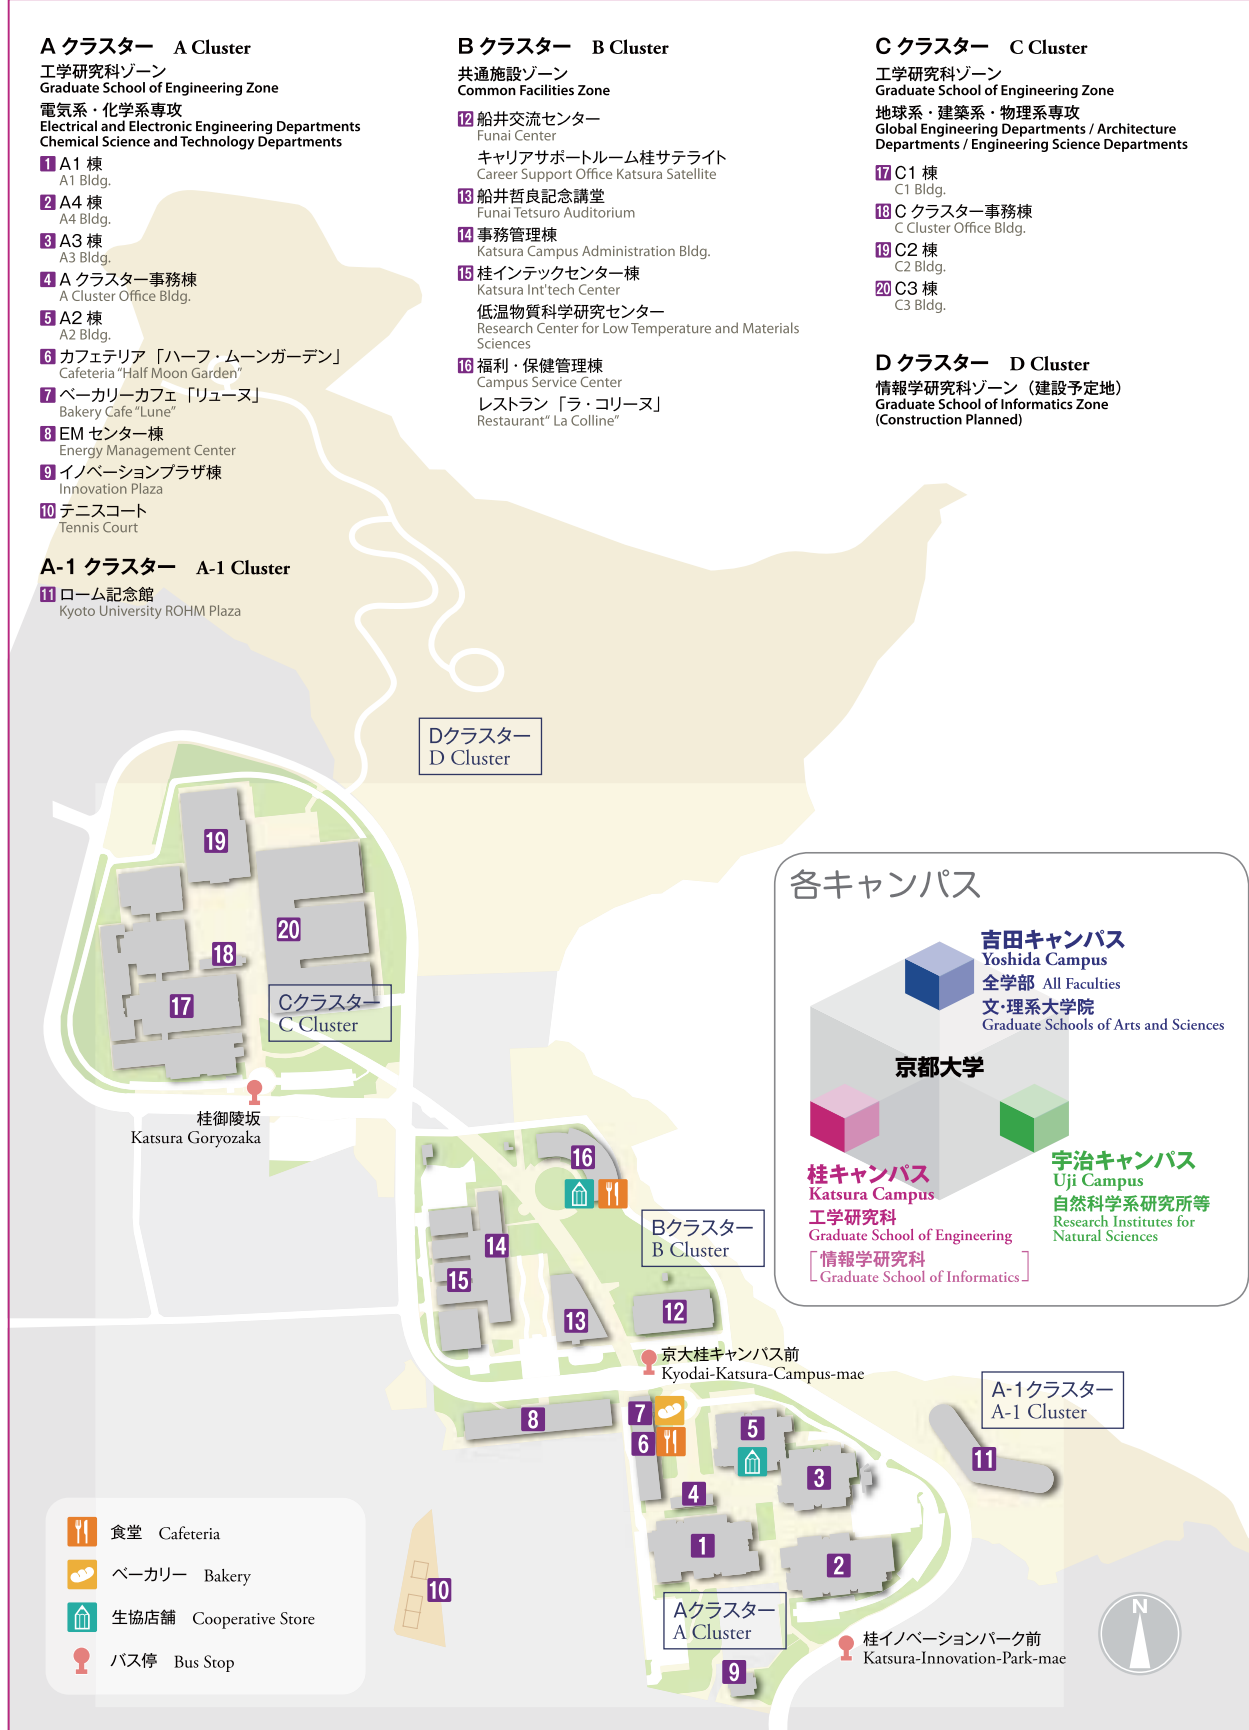 A クラスター A Cluster
工学研究科ゾーン
Graduate School of Engineering Zone
電気系・化学系専攻
Electrical and Electronic Engineering Departments
Chemical Science and Technology Departments
1 A1 棟
A1 Bldg.
2 A4 棟
A4 Bldg.
3 A3 棟
A3 Bldg.
4 A クラスター事務棟
A Cluster Office Bldg.
5 A2 棟
A2 Bldg.
6 カフェテリア「ハーフ・ムーンガーデン」
Cafeteria “Half Moon Garden”
7 ベーカリーカフェ「リューヌ」
Bakery Cafe “Lune”
8 EM センター棟
Energy Management Center
9 イノベーションプラザ棟
Innovation Plaza
10 テニスコート
Tennis Court
A-1 クラスター A-1 Cluster
11 ローム記念館
Kyoto University ROHM Plaza
B クラスター B Cluster
共通施設ゾーン
Common Facilities Zone
12 船井交流センター
Funai Center
キャリアサポートルーム桂サテライト
Career Support Office Katsura Satellite
13 船井哲良記念講堂
Funai Tetsuro Auditorium
14 事務管理棟
Katsura Campus Administration Bldg.
15 桂インテックセンター棟
Katsura Int'tech Center
低温物質科学研究センター
Research Center for Low Temperature and Materials
Sciences
16 福利・保健管理棟
Campus Service Center
レストラン「ラ・コリーヌ」
Restaurant“ La Colline”
C クラスター C Cluster
工学研究科ゾーン
Graduate School of Engineering Zone
地球系・建築系・物理系専攻
Global Engineering Departments / Architecture
Departments / Engineering Science Departments
17 C1 棟
C1 Bldg.
18 C クラスター事務棟
C Cluster Office Bldg.
19 C2 棟
C2 Bldg.
20 C3 棟
C3 Bldg.
D クラスター D Cluster
情報学研究科ゾーン（建設予定地）
Graduate School of Informatics Zone
(Construction Planned)
Dクラスター
D Cluster
19
20
18
17
Cクラスター
C Cluster
桂御陵坂
Katsura Goryozaka
各キャンパス
吉田キャンパス
Yoshida Campus
全学部 All Faculties
文・理系大学院
Graduate Schools of Arts and Sciences
京都大学
桂キャンパス
Katsura Campus
工学研究科
Graduate School of Engineering
[情報学研究科
Graduate School of Informatics]
宇治キャンパス
Uji Campus
自然科学系研究所等
Research Institutes for
Natural Sciences
16
Bクラスター
B Cluster
14
15
13
12
京大桂キャンパス前
Kyodai-Katsura-Campus-mae
A-1クラスター
A-1 Cluster
7
8
5
6
11
3
4
1
2
10
Aクラスター
A Cluster
9
桂イノベーションパーク前
Katsura-Innovation-Park-mae
N
食堂 Cafeteria
ベーカリー Bakery
生協店舗 Cooperative Store
バス停 Bus Stop